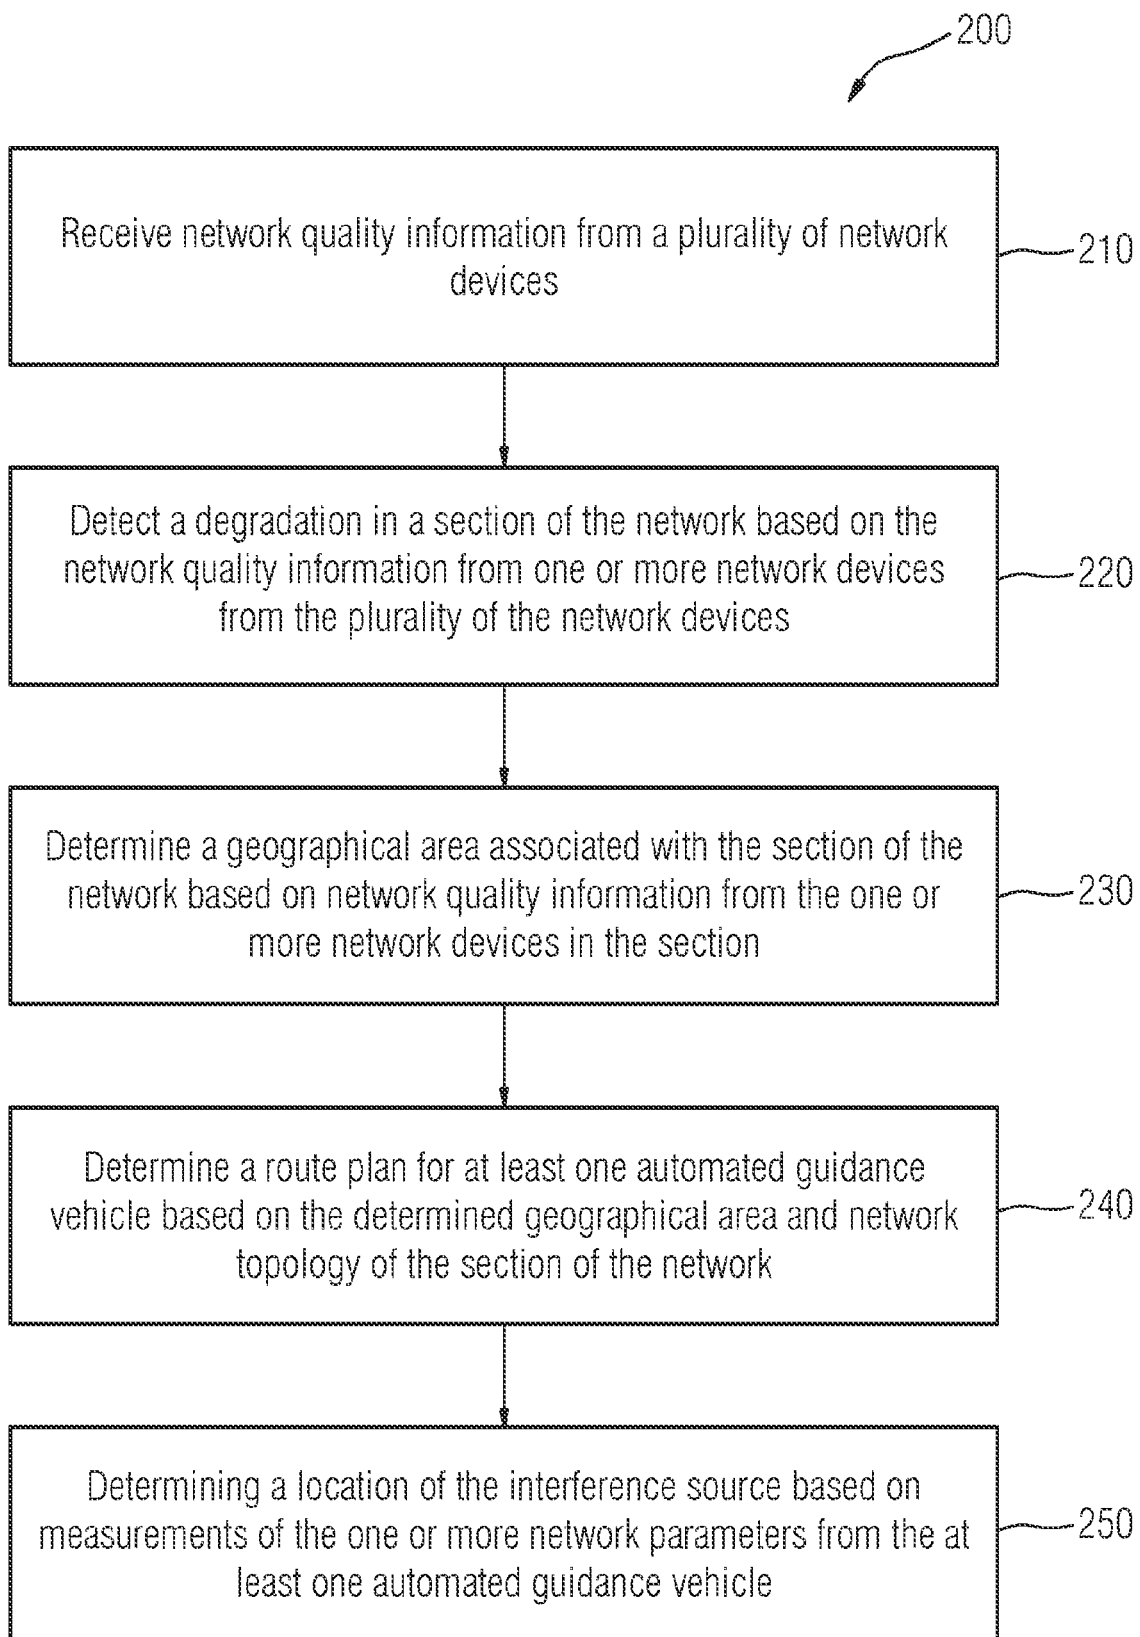 200
Receive network quality information from a plurality of network
devices
210
Detect a degradation in a section of the network based on the
network quality information from one or more network devices
from the plurality of the network devices
220
Determine a geographical area associated with the section of the
network based on network quality information from the one or
more network devices in the section
230
Determine a route plan for at least one automated guidance
vehicle based on the determined geographical area and network
topology of the section of the network
240
Determining a location of the interference source based on
measurements of the one or more network parameters from the at
least one automated guidance vehicle
250